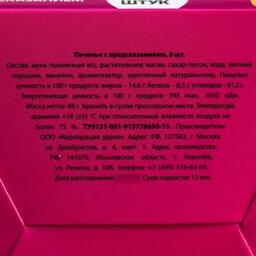 ШТУК
Печенье с предсказаниями, 8 шт.
Состав: мука пшеничная в/с, растительное масло, сахар-песок, вода, яичный
порошок, ванилин, ароматизатор, идентичный натуральному. Пищевая
ценность в 100 г продукта: жиров - 14,6 г; белков - 8,5 г, углеводов - 61,2 г.
Энергетическая ценность в 100 г продукта: 393 ккал, 1650 кДж.
Масса нетто: 48 г. Хранить в сухом прохладном месте. Температура
хранения +18 (±5) °С при относительной влажности воздуха не
более 75 %. ТУ9131-001-915778650-15. Производитель:
ООО «Корпорация удачи». Адрес: РФ, 127562, г. Москва,
ул. Декабристов, д. 4, корп. 1. Адрес производства:
РФ, 141070, Московская область, г. Королёв,
ул. Ленина, д. 10Б, телефон: +7 (495) 516-64-09.
Дата изготовления Срок годности: 12 мес.